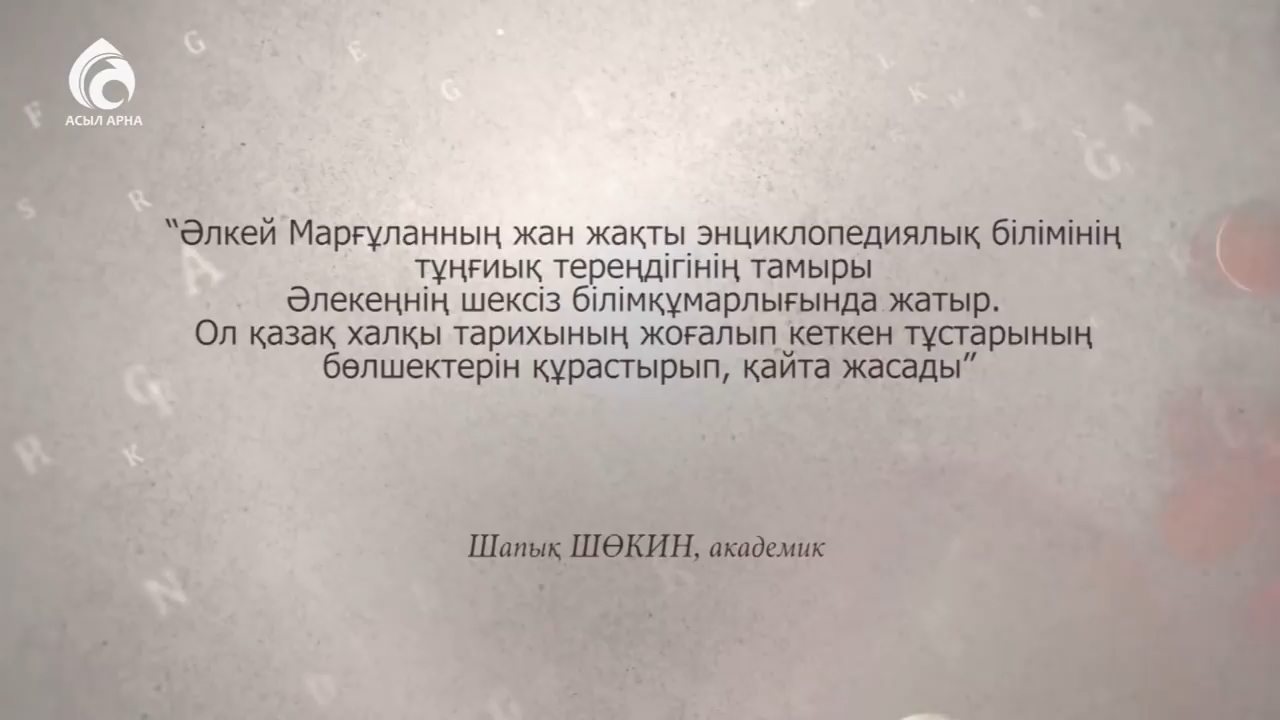 АСЫЛ АРНА
“Әлкей Марғұланның жан жақты энциклопедиялық білімінің
тұңғиық тереңдігінің тамыры
Әлекеңнің шексіз білімқұмарлығында жатыр.
Ол қазақ халқы тарихының жоғалып кеткен тұстарының
бөлшектерін құрастырып, қайта жасады”
Шапық ШӨКИН, академик